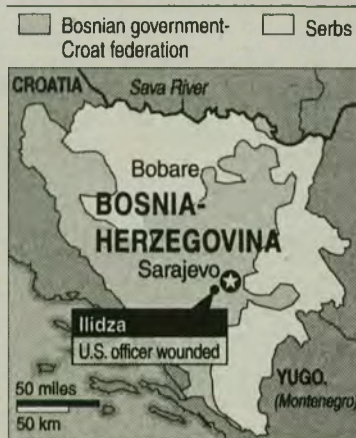 Bosnian government-
Croat federation
Serbs
CROATIA
Sava River
Bobare
BOSNIA-
HERZEGOVINA
Sarajevo
Ilidza
U.S. officer wounded
50 miles
50 km
YUGO.
(Montenegro)